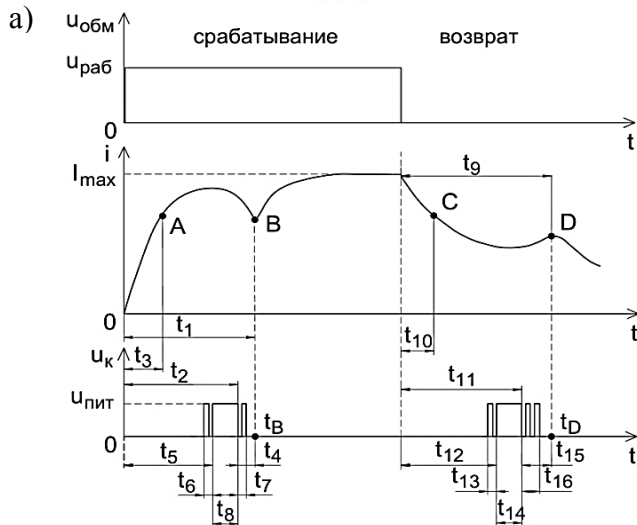 а)
uобм
срабатывание
возврат
uраб
0
t
i
Imax
t9
A
B
C
D
0
t1
t10
t
uк
t3
t2
t11
uпит
tB
tD
0
t5
t4
t12
t15
t
t6
t7
t13
t16
t8
t14